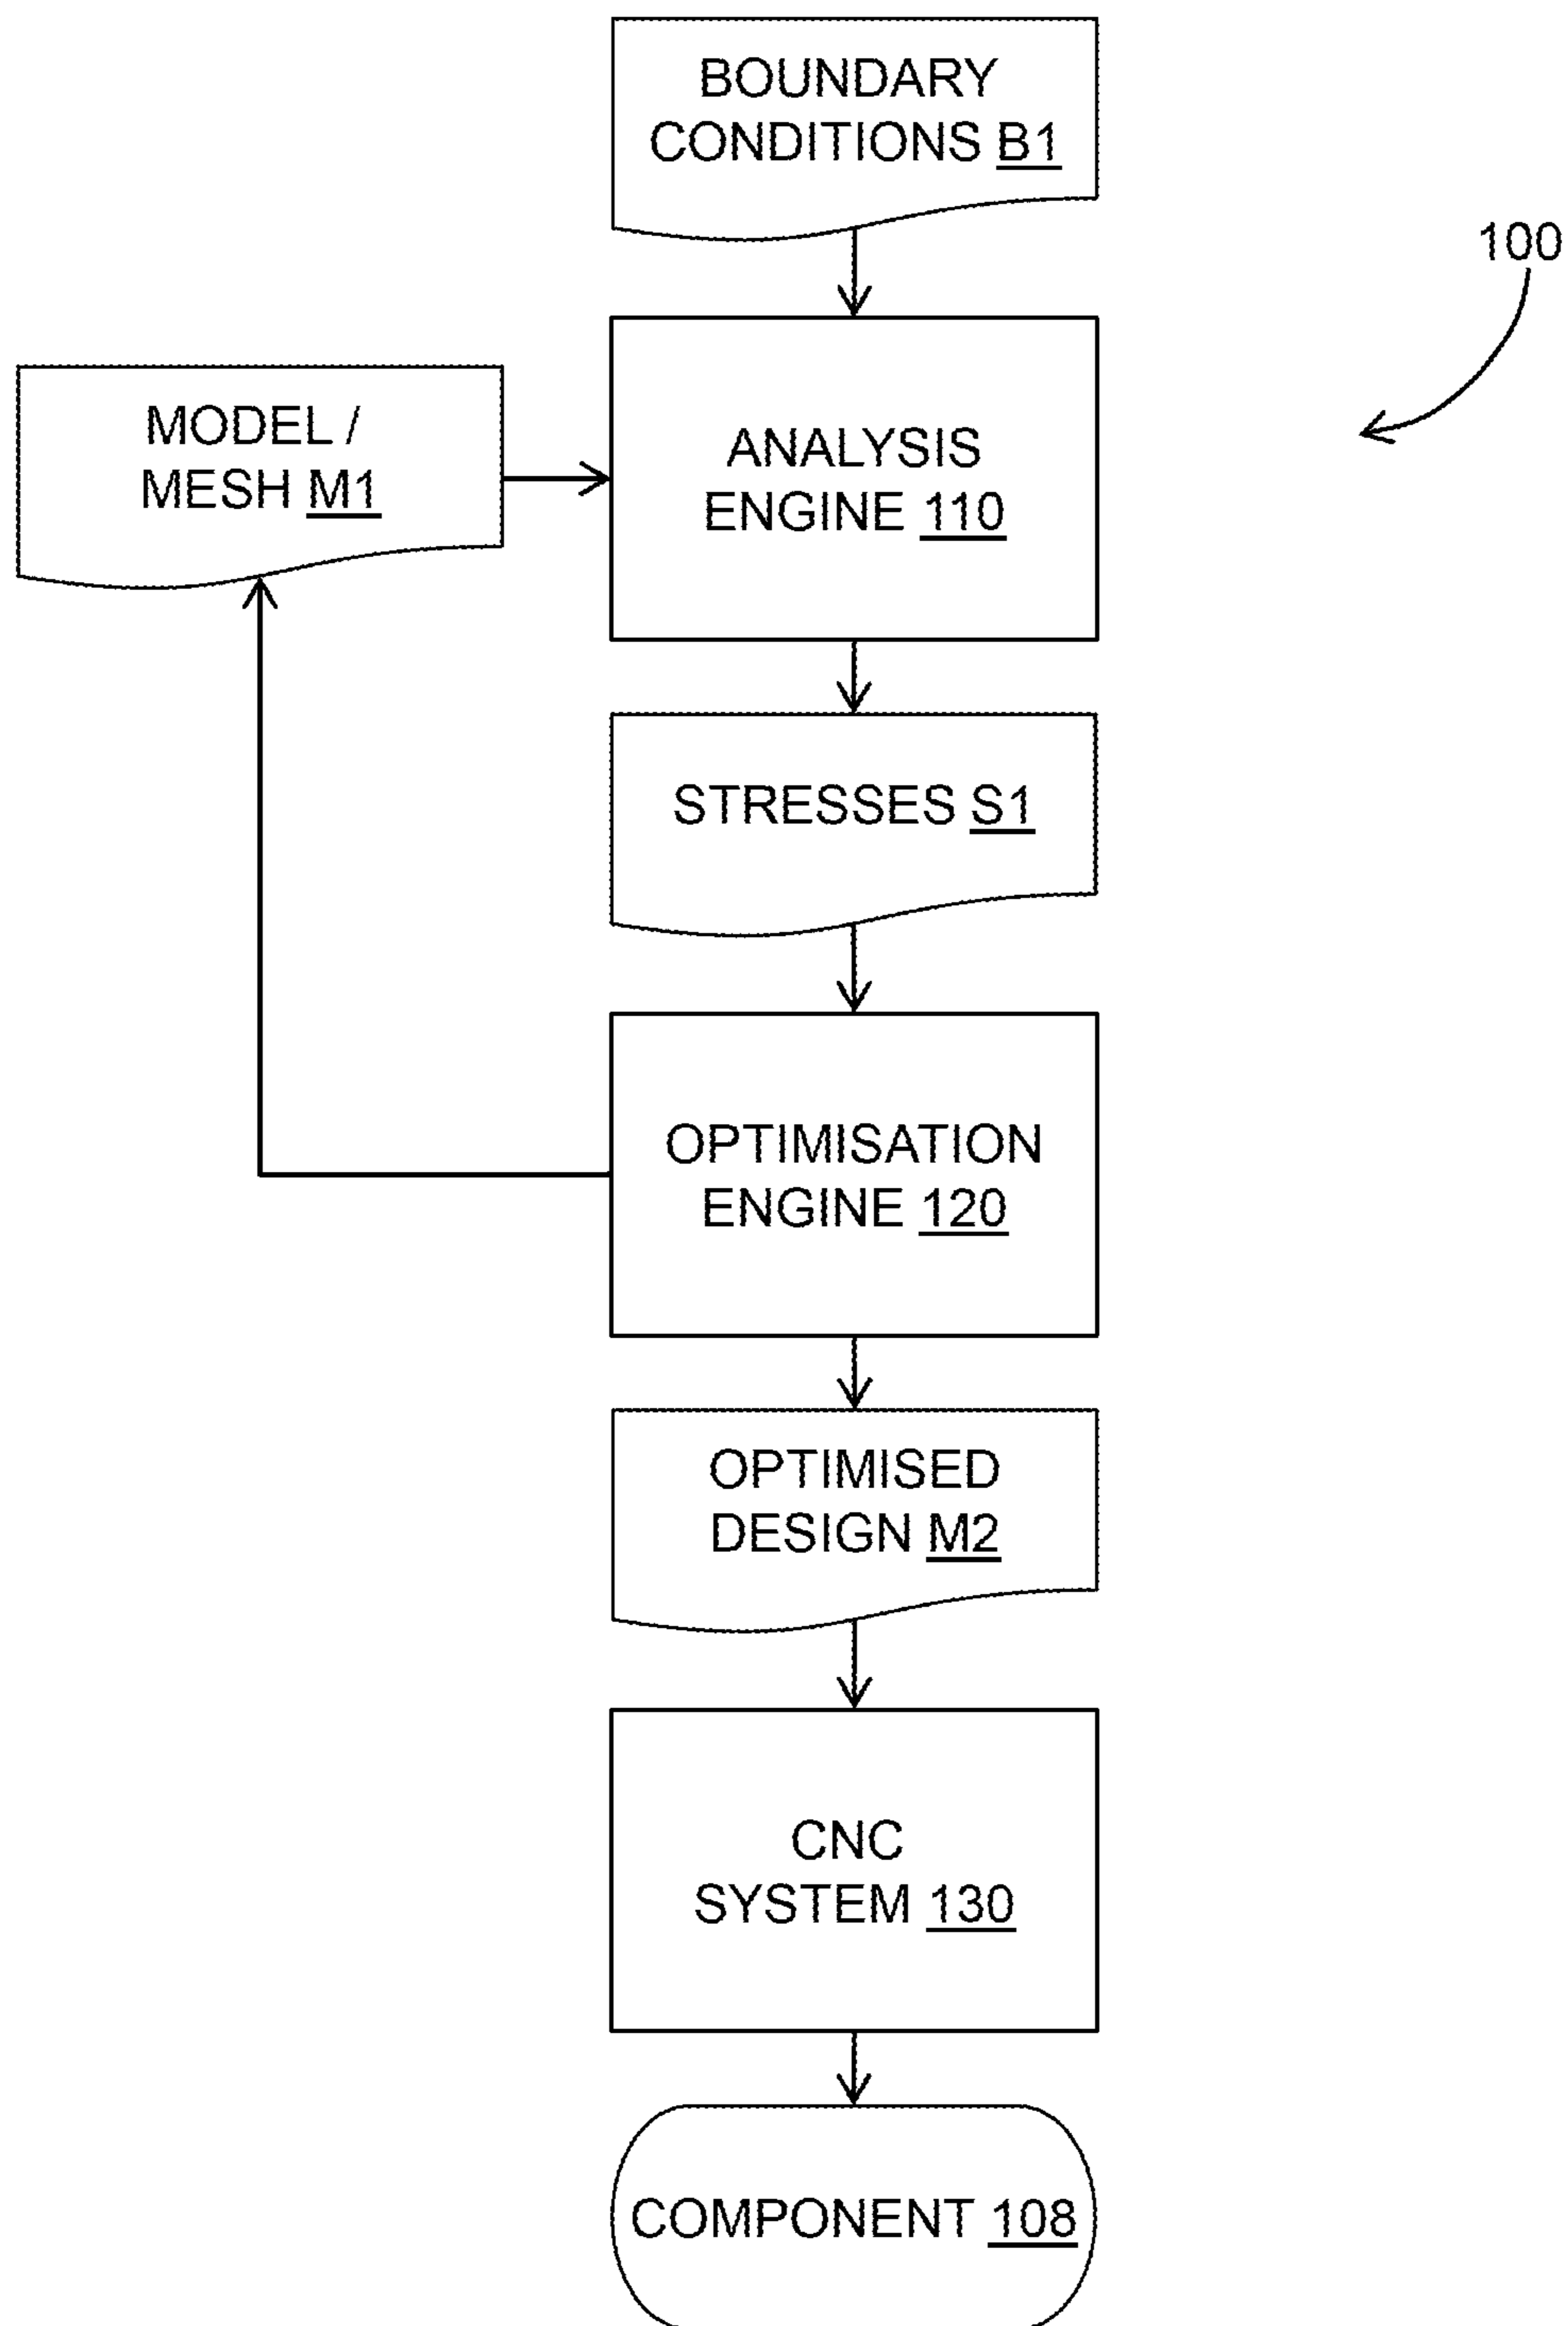 BOUNDARY
CONDITIONS B1
100
MODEL /
MESH M1
ANALYSIS
ENGINE 110
STRESSES S1
OPTIMISATION
ENGINE 120
OPTIMISED
DESIGN M2
CNC
SYSTEM 130
COMPONENT 108